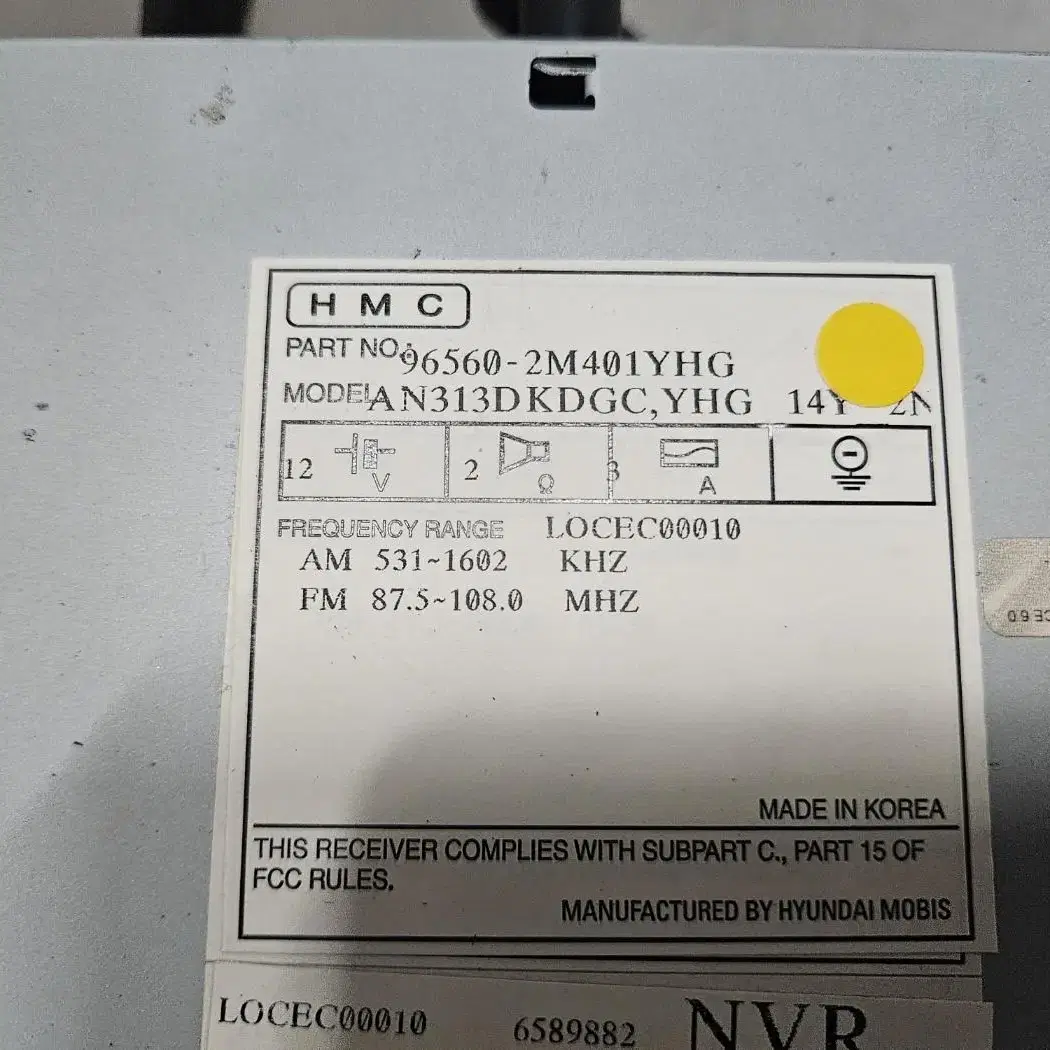 HMC
PART NO.: 96560-2M401YHG
MODEL AN313DKDGC,YHG 14Y 2N
12 V 2 Ω 3 A
FREQUENCY RANGE LOCEC00010
AM 531~1602 KHZ
FM 87.5~108.0 MHZ
MADE IN KOREA
THIS RECEIVER COMPLIES WITH SUBPART C., PART 15 OF
FCC RULES.
MANUFACTURED BY HYUNDAI MOBIS
LOCEC00010 6589882 NVR